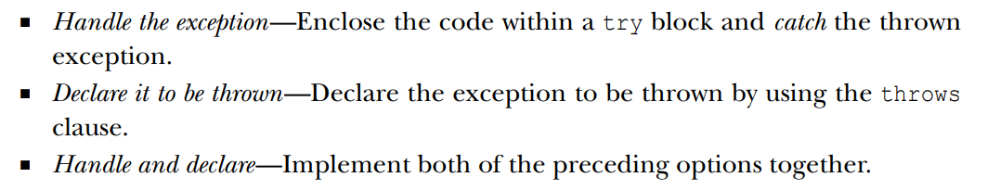 ▪ Handle the exception—Enclose the code within a try block and catch the thrown
exception.
▪ Declare it to be thrown—Declare the exception to be thrown by using the throws
clause.
▪ Handle and declare—Implement both of the preceding options together.